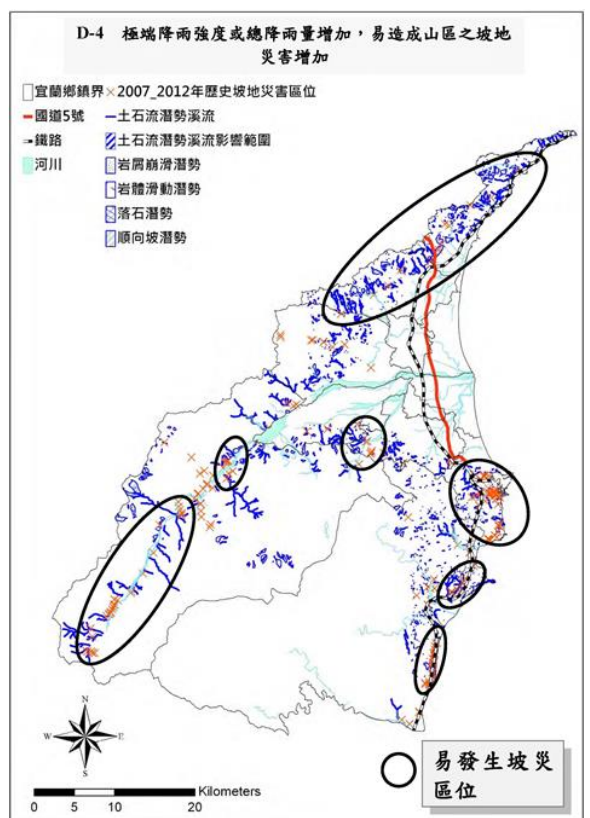 D-4 極端降雨強度或總降雨量增加，易造成山區之坡地
災害增加
宜蘭鄉鎮界 2007_2012年歷史坡地災害區位
國道5號 土石流潛勢溪流
鐵路 土石流潛勢溪流影響範圍
河川 岩屑崩滑潛勢
岩體滑動潛勢
落石潛勢
順向坡潛勢
N
W E
S
Kilometers
0 5 10 20
易發生坡災
區位